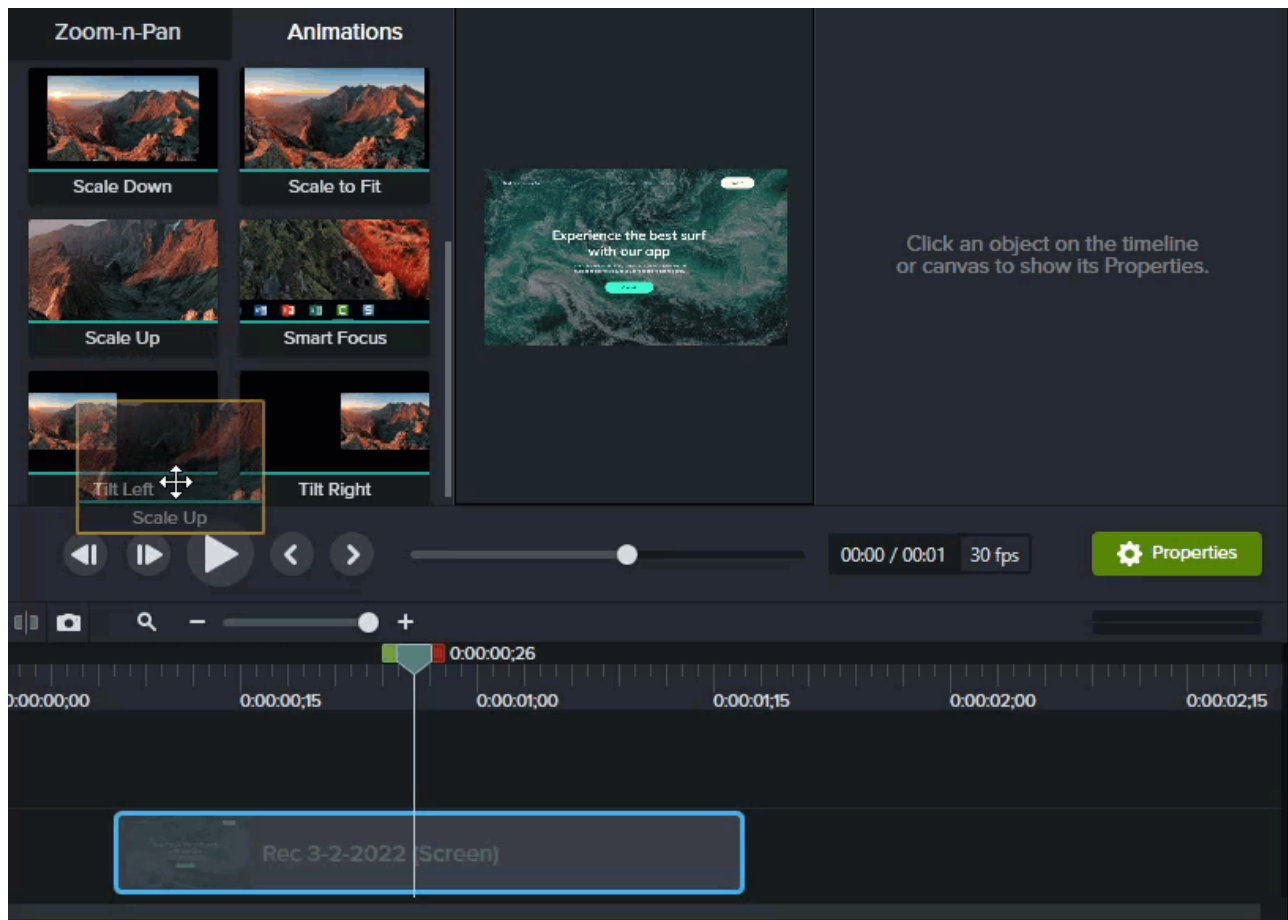 Zoom-n-Pan
Animations
Scale Down
Scale to Fit
Experience the best surf
with our app
Click an object on the timeline
or canvas to show its Properties.
Scale Up
Smart Focus
Tilt Left
Tilt Right
Scale Up
00:00 / 00:01
30 fps
Properties
0:00:00;26
0:00:00;00
0:00:00;15
0:00:01;00
0:00:01;15
0:00:02;00
0:00:02;15
Rec 3-2-2022 (Screen)